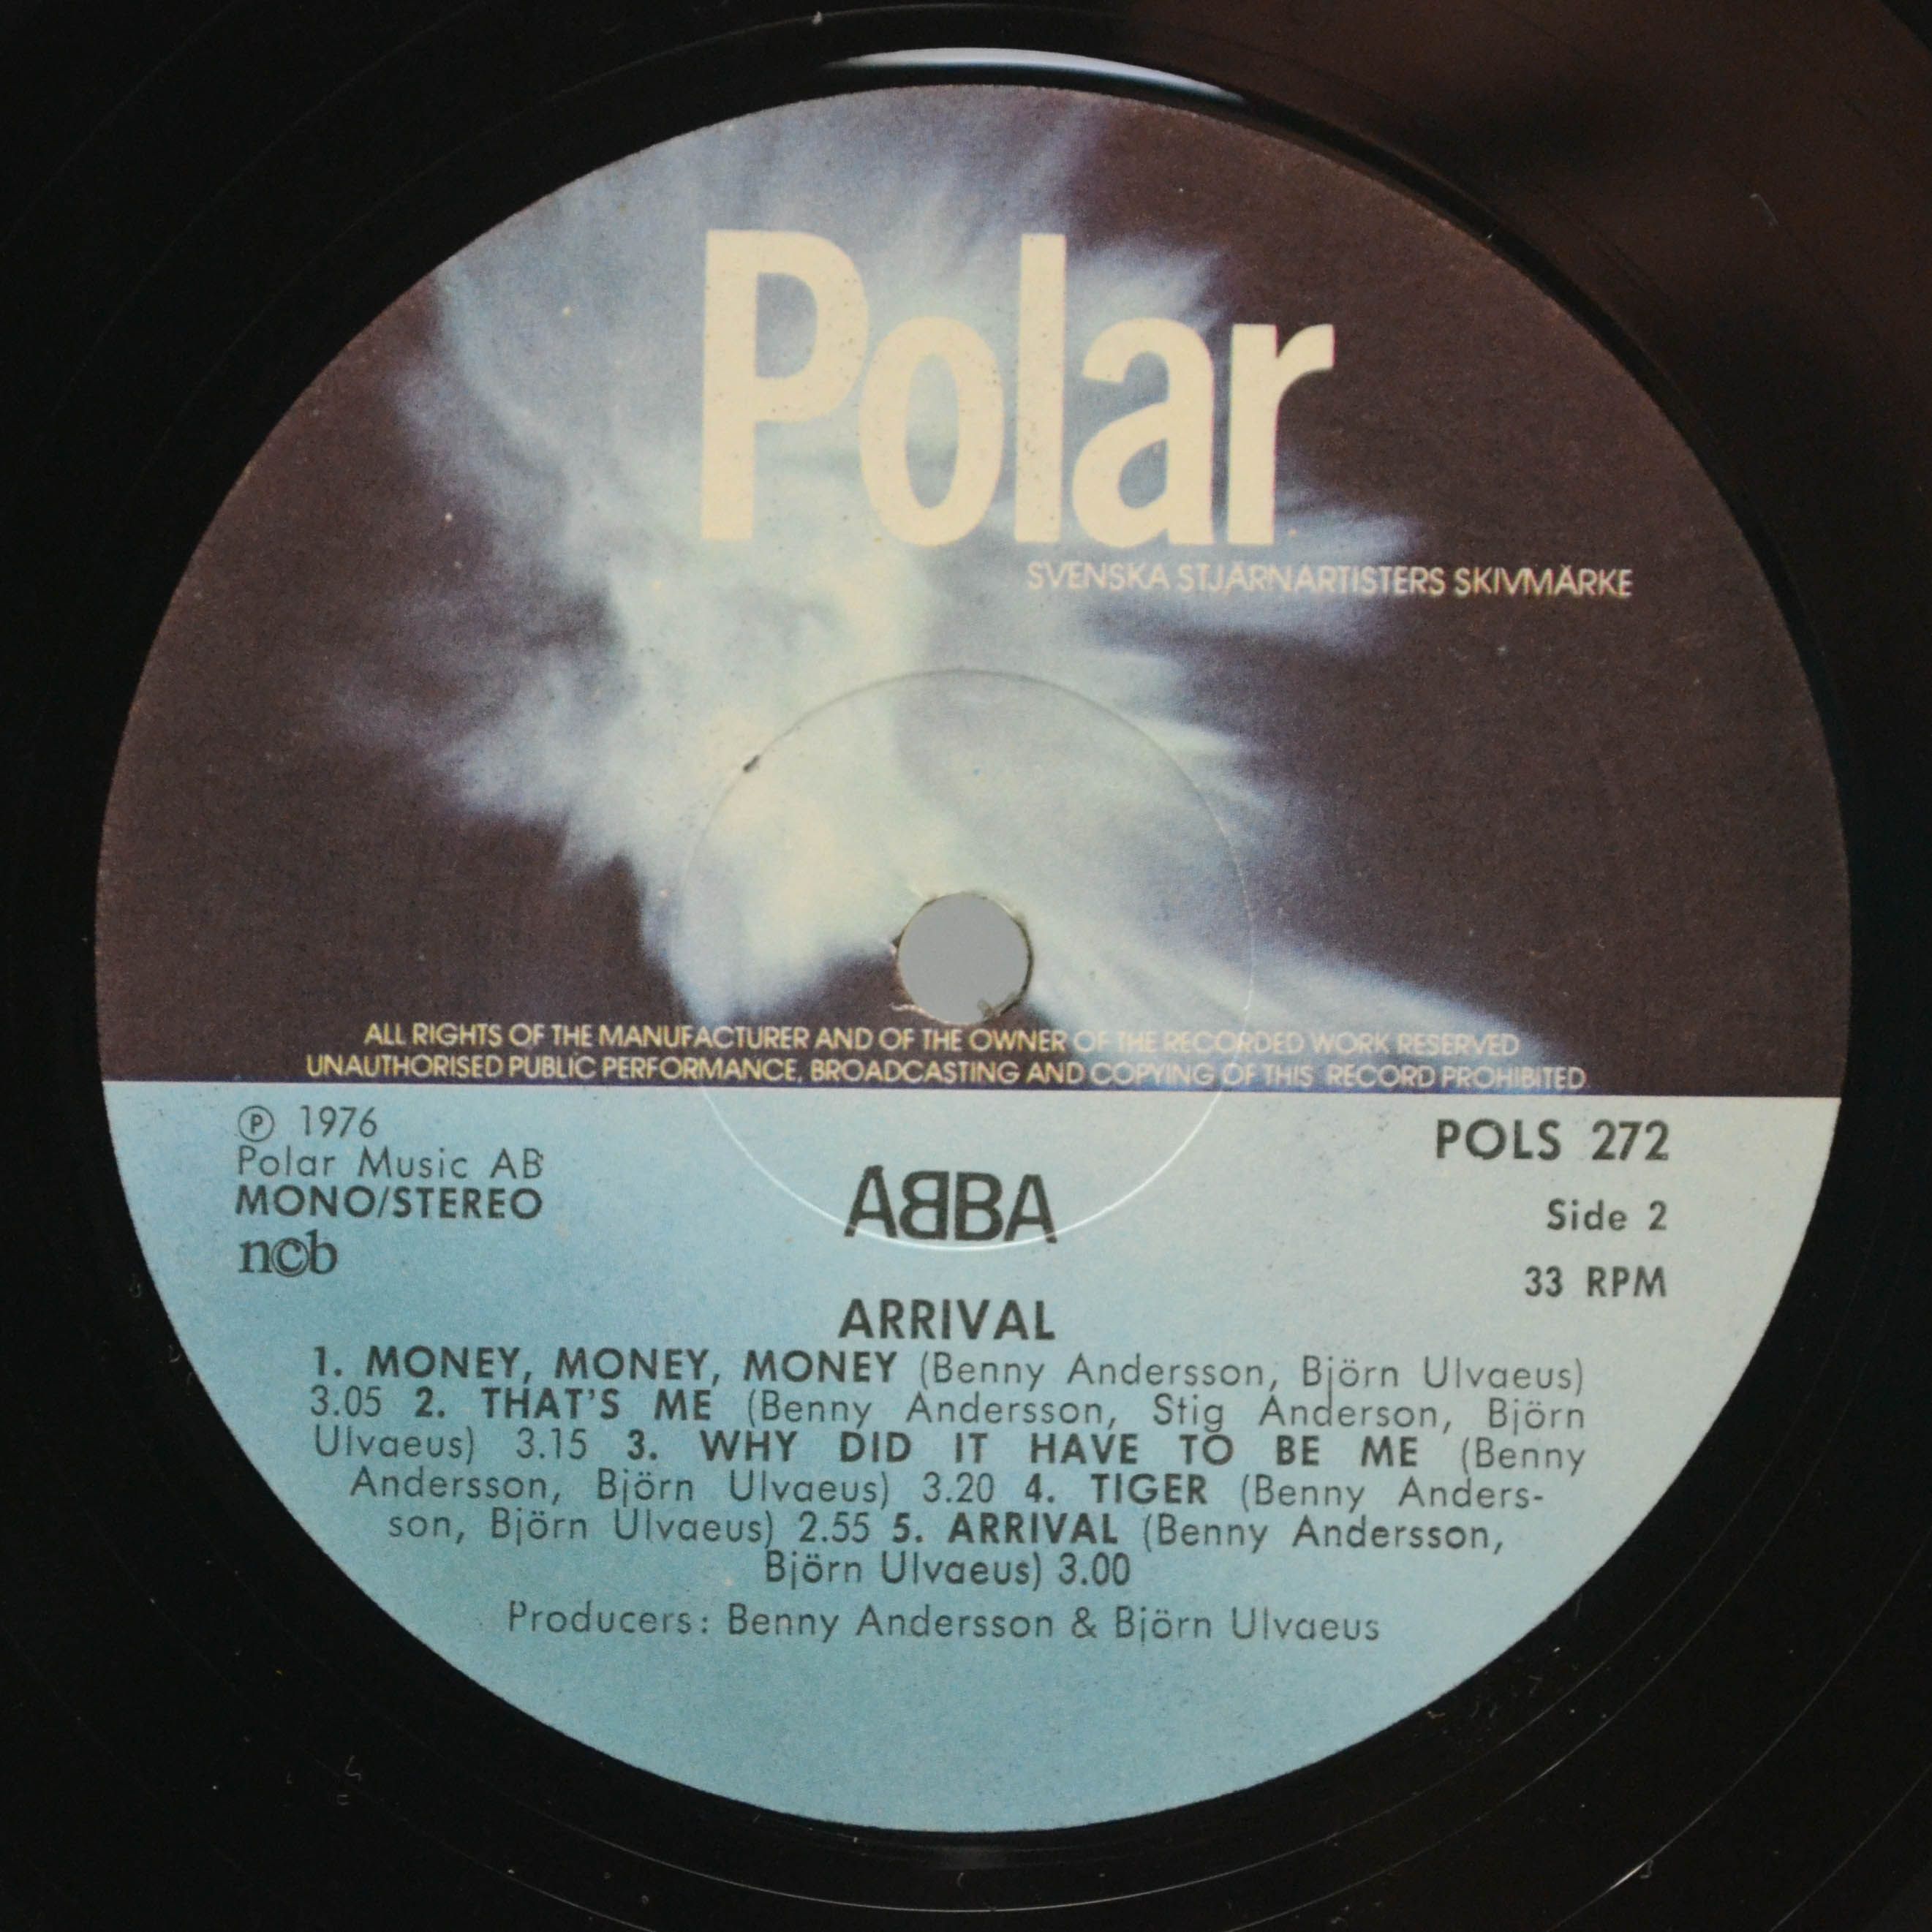 Polar
SVENSKA STJÄRNARTISTERS SKIVMÄRKE
ALL RIGHTS OF THE MANUFACTURER AND OF THE OWNER OF THE RECORDED WORK RESERVED
UNAUTHORISED PUBLIC PERFORMANCE, BROADCASTING AND COPYING OF THIS RECORD PROHIBITED
Ⓟ 1976
Polar Music AB
MONO/STEREO
n©b
POLS 272
Side 2
33 RPM
AᗺBA
ARRIVAL
1. MONEY, MONEY, MONEY (Benny Andersson, Björn Ulvaeus)
3.05 2. THAT'S ME (Benny Andersson, Stig Anderson, Björn
Ulvaeus) 3.15 3. WHY DID IT HAVE TO BE ME (Benny
Andersson, Björn Ulvaeus) 3.20 4. TIGER (Benny Anders-
son, Björn Ulvaeus) 2.55 5. ARRIVAL (Benny Andersson,
Björn Ulvaeus) 3.00
Producers: Benny Andersson & Björn Ulvaeus